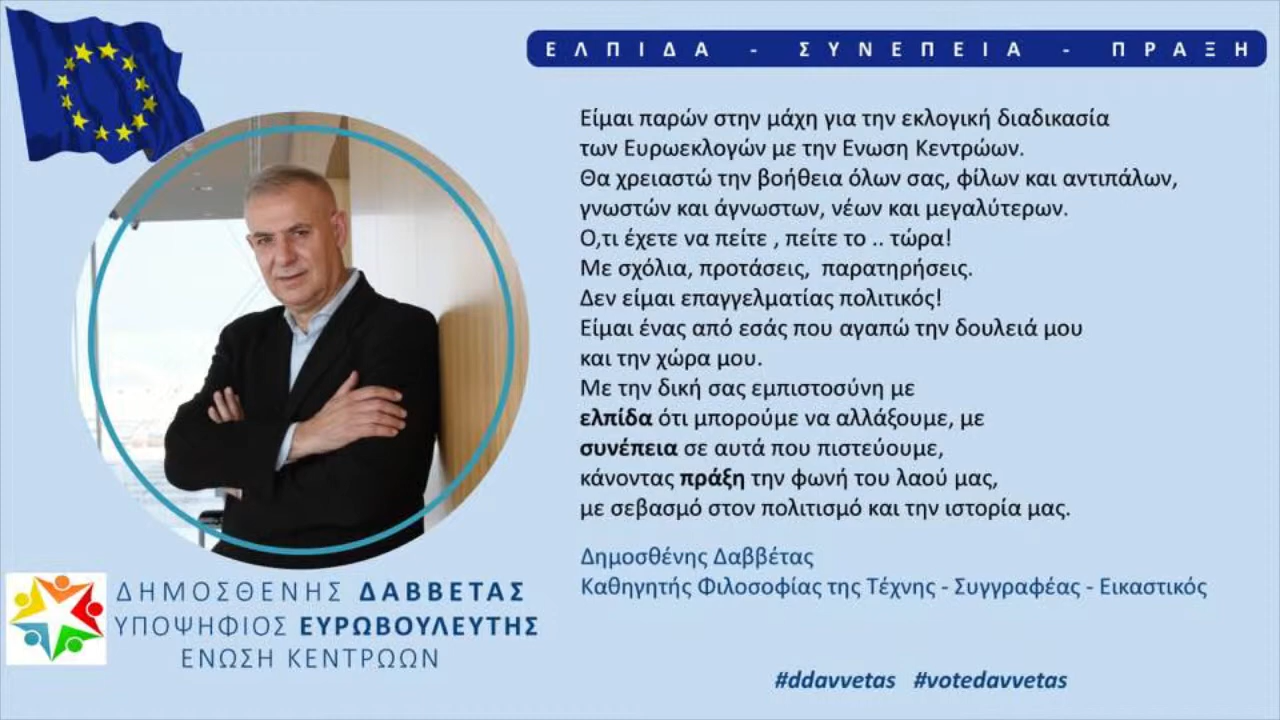 ΕΛΠΙΔΑ - ΣΥΝΕΠΕΙΑ - ΠΡΑΞΗ
Είμαι παρών στην μάχη για την εκλογική διαδικασία
των Ευρωεκλογών με την Ενωση Κεντρώων.
Θα χρειαστώ την βοήθεια όλων σας, φίλων και αντιπάλων,
γνωστών και άγνωστων, νέων και μεγαλύτερων.
Ο,τι έχετε να πείτε , πείτε το .. τώρα!
Με σχόλια, προτάσεις, παρατηρήσεις.
Δεν είμαι επαγγελματίας πολιτικός!
Είμαι ένας από εσάς που αγαπώ την δουλειά μου
και την χώρα μου.
Με την δική σας εμπιστοσύνη με
ελπίδα ότι μπορούμε να αλλάξουμε, με
συνέπεια σε αυτά που πιστεύουμε,
κάνοντας πράξη την φωνή του λαού μας,
με σεβασμό στον πολιτισμό και την ιστορία μας.
Δημοσθένης Δαββέτας
Καθηγητής Φιλοσοφίας της Τέχνης - Συγγραφέας - Εικαστικός
ΔΗΜΟΣΘΕΝΗΣ ΔΑΒΒΕΤΑΣ
ΥΠΟΨΗΦΙΟΣ ΕΥΡΩΒΟΥΛΕΥΤΗΣ
ΕΝΩΣΗ ΚΕΝΤΡΩΩΝ
#ddavvetas #votedavvetas